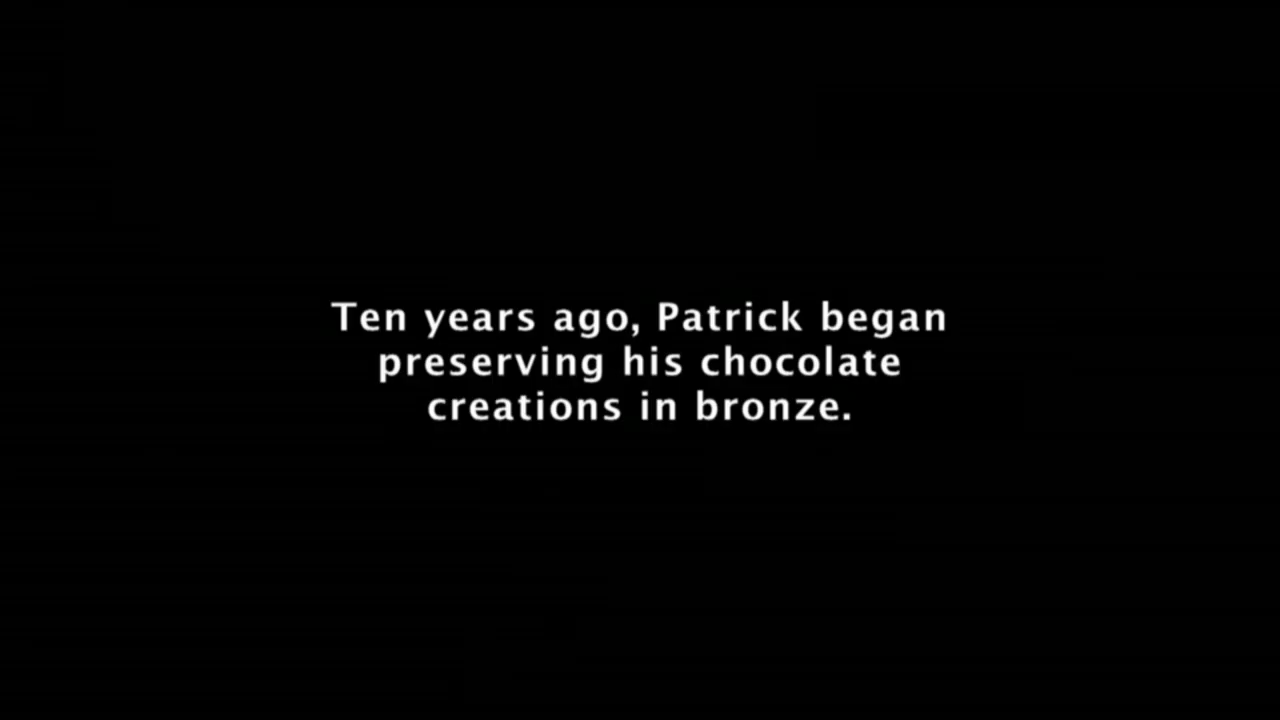 Ten years ago, Patrick began
preserving his chocolate
creations in bronze.